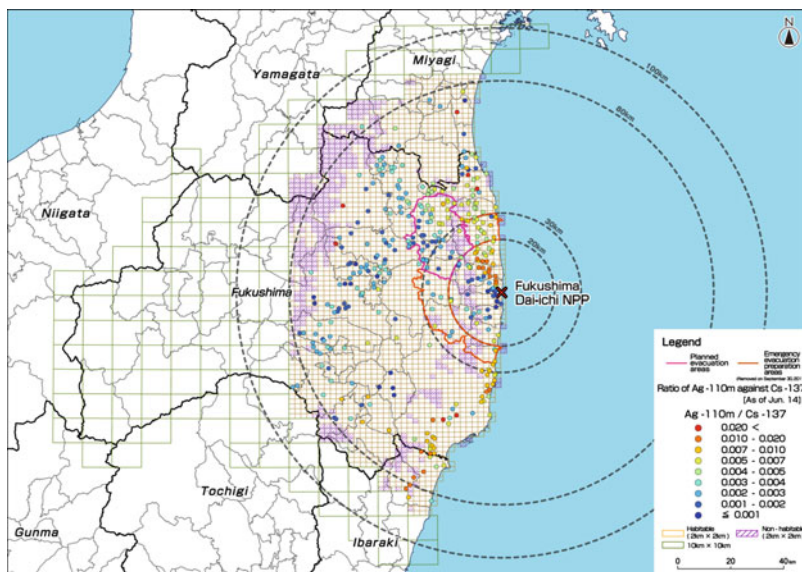 N
Miyagi
Yamagata
100km
80km
Niigata
30km
20km
Fukushima
Fukushima
Dai-ichi NPP
Tochigi
Gunma
Ibaraki
Legend
Planned
evacuation
areas
Emergency
evacuation
preparation
areas
Ratio of Ag -110m against Cs -137
[As of Jun. 14]
Ag -110m / Cs -137
0.020 <
0.010 - 0.020
0.007 - 0.010
0.005 - 0.007
0.004 - 0.005
0.003 - 0.004
0.002 - 0.003
0.001 - 0.002
≦ 0.001
Habitable
(2km × 2km)
Non-habitable
(2km × 2km)
10km × 10km
0
20
40
km